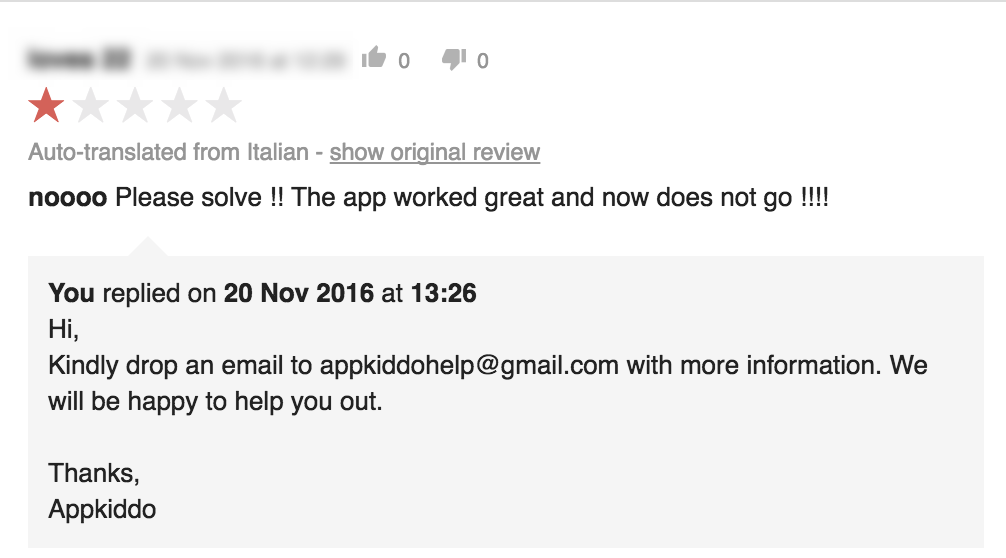 0 0
Auto-translated from Italian - show original review
noooo Please solve !! The app worked great and now does not go !!!!
You replied on 20 Nov 2016 at 13:26
Hi,
Kindly drop an email to appkiddohelp@gmail.com with more information. We
will be happy to help you out.
Thanks,
Appkiddo